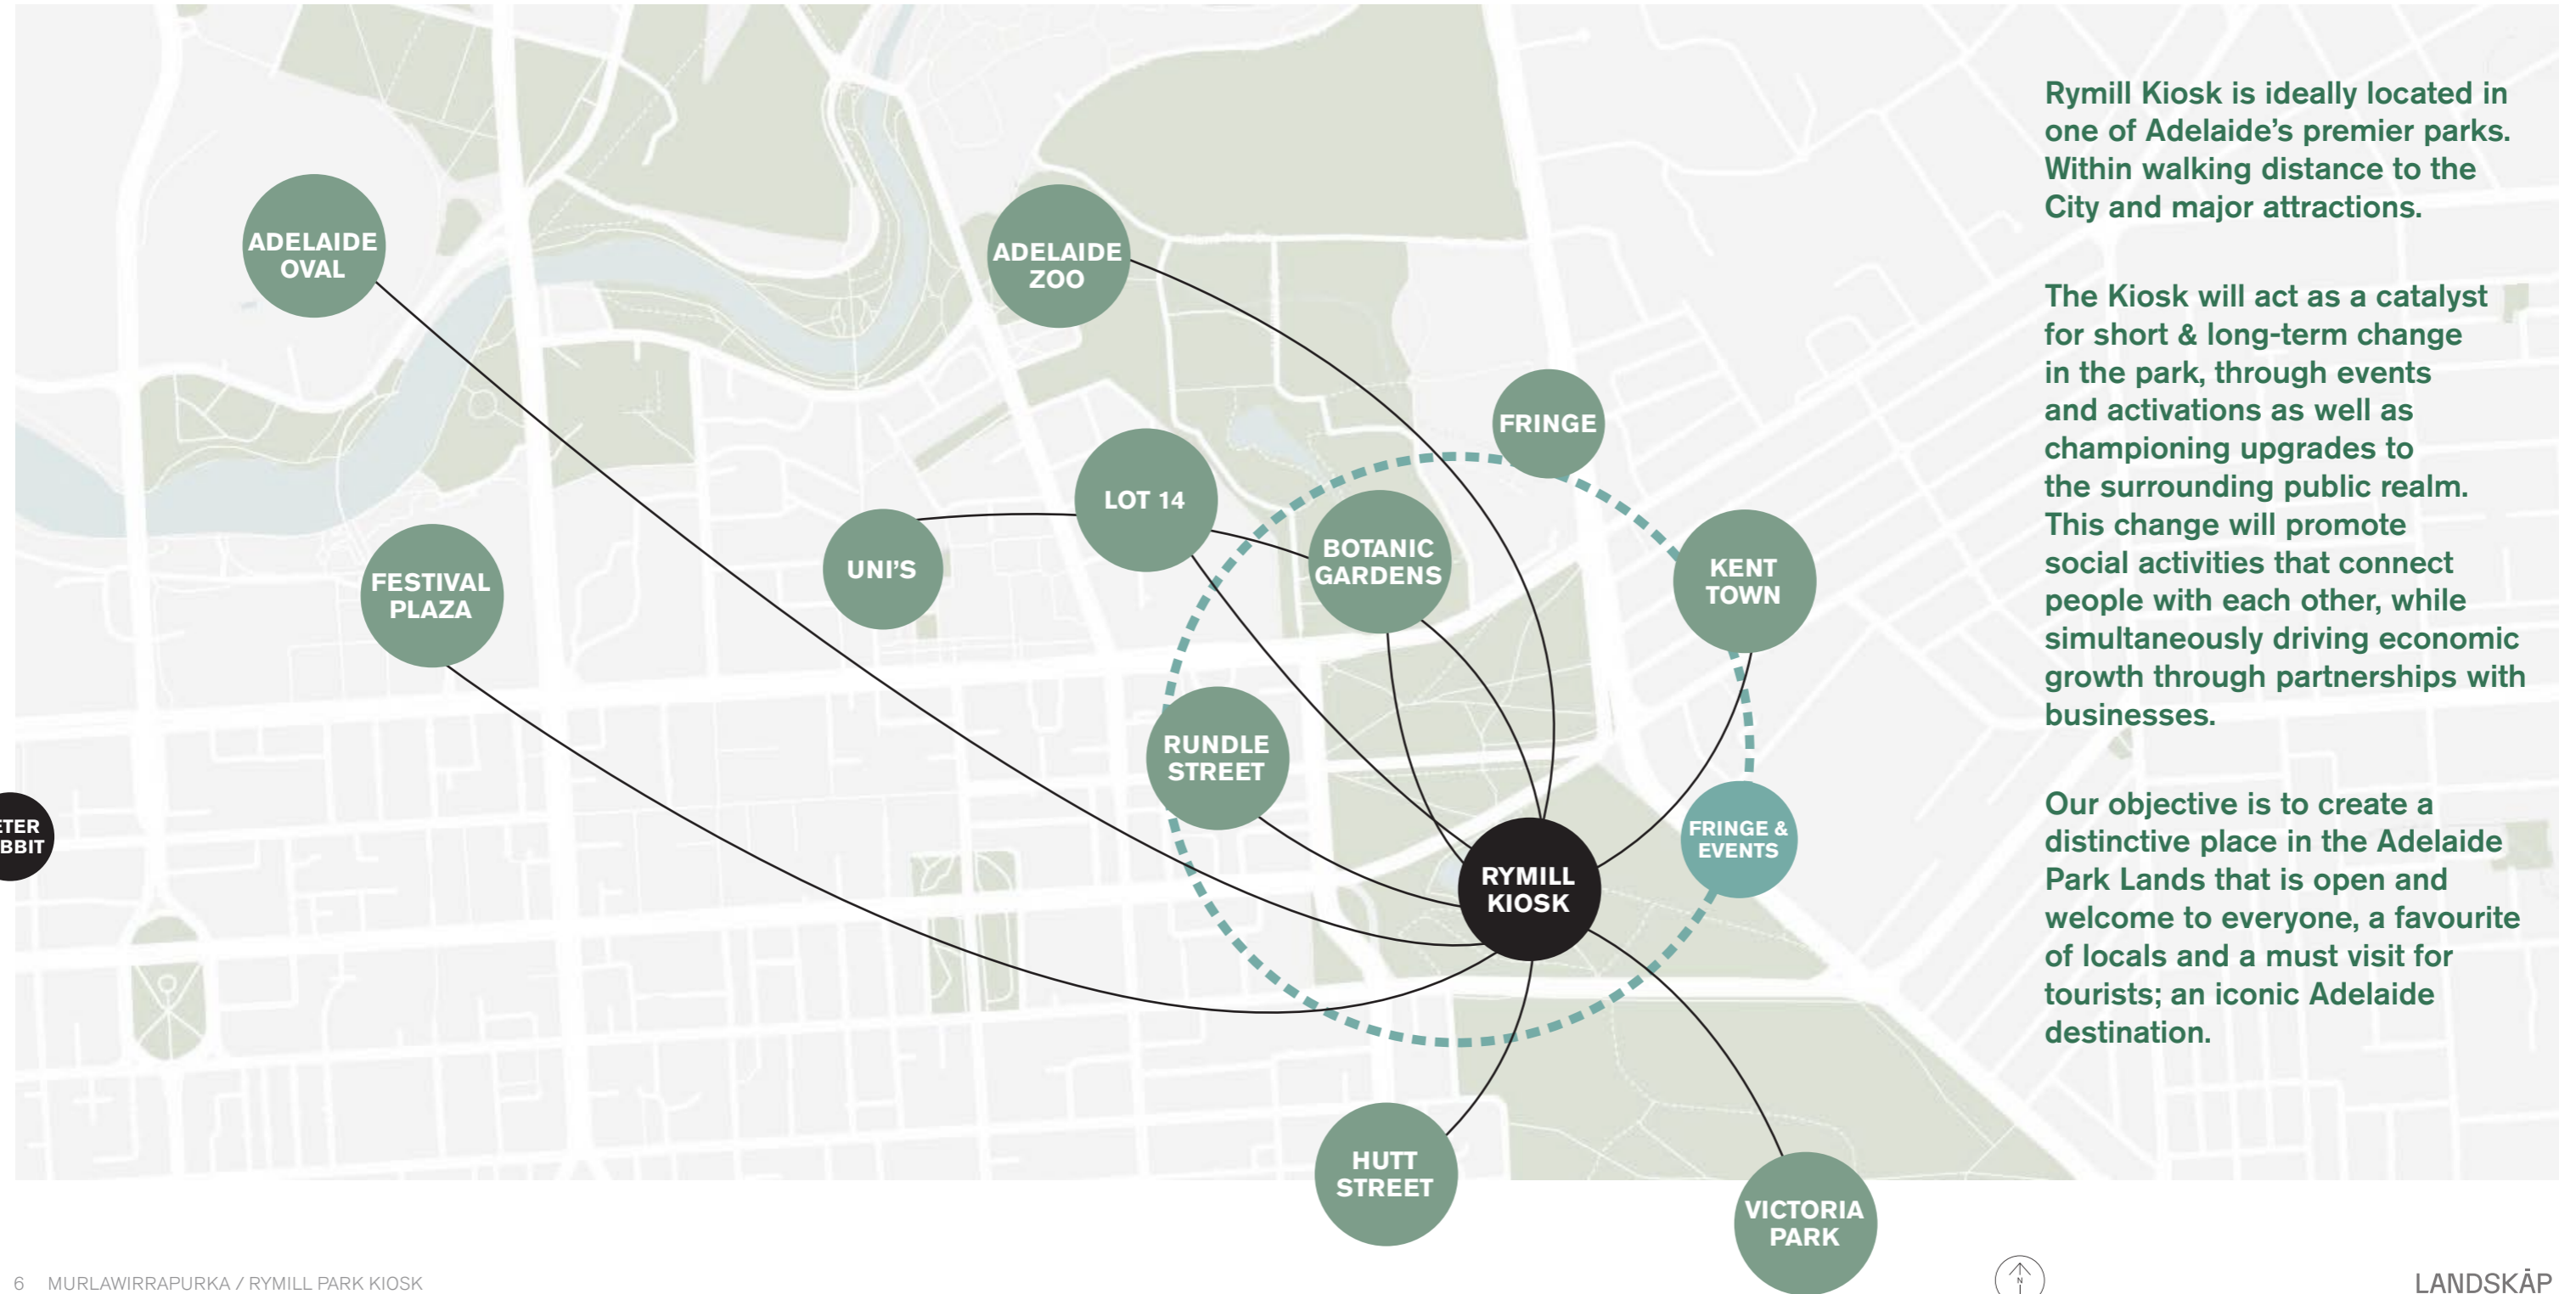 Rymill Kiosk is ideally located in
one of Adelaide’s premier parks.
Within walking distance to the
City and major attractions.
The Kiosk will act as a catalyst
for short & long-term change
in the park, through events
and activations as well as
championing upgrades to
the surrounding public realm.
This change will promote
social activities that connect
people with each other, while
simultaneously driving economic
growth through partnerships with
businesses.
Our objective is to create a
distinctive place in the Adelaide
Park Lands that is open and
welcome to everyone, a favourite
of locals and a must visit for
tourists; an iconic Adelaide
destination.
ADELAIDE
OVAL
ADELAIDE
ZOO
FRINGE
LOT 14
FESTIVAL
PLAZA
UNI’S
BOTANIC
GARDENS
KENT
TOWN
RUNDLE
STREET
ETER
BBIT
FRINGE &
EVENTS
RYMILL
KIOSK
HUTT
STREET
VICTORIA
PARK
6 MURLAWIRRAPURKA / RYMILL PARK KIOSK
N
LANDSKĀP